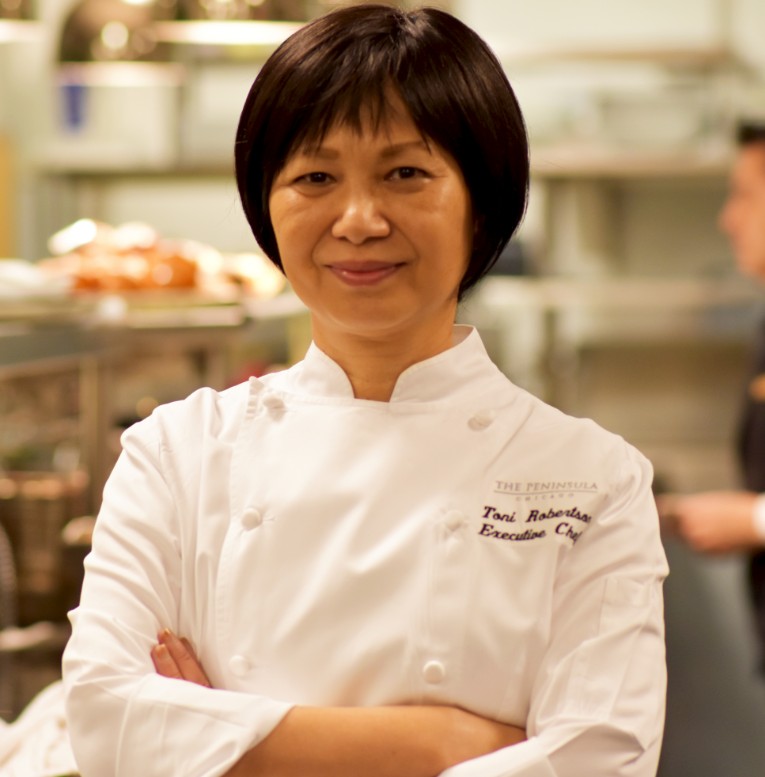 THE PENINSULA
CHICAGO
Toni Robertson
Executive Chef